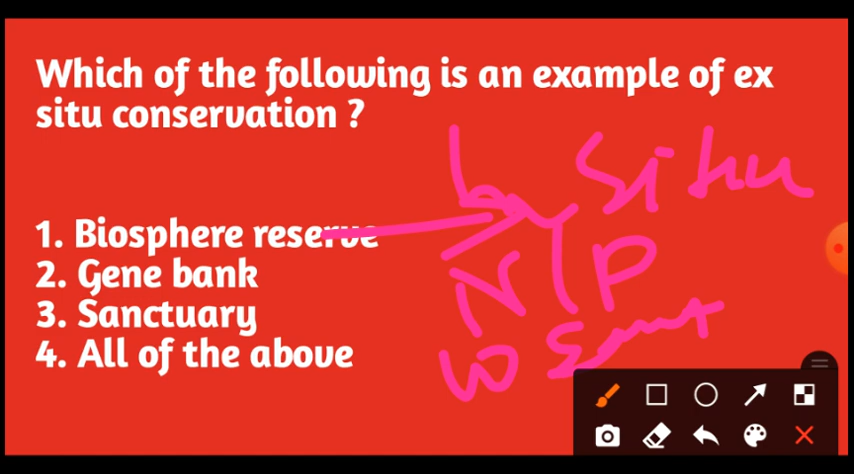 Which of the following is an example of ex
situ conservation ?
1. Biosphere reserve
2. Gene bank
3. Sanctuary
4. All of the above
situ
N P
W